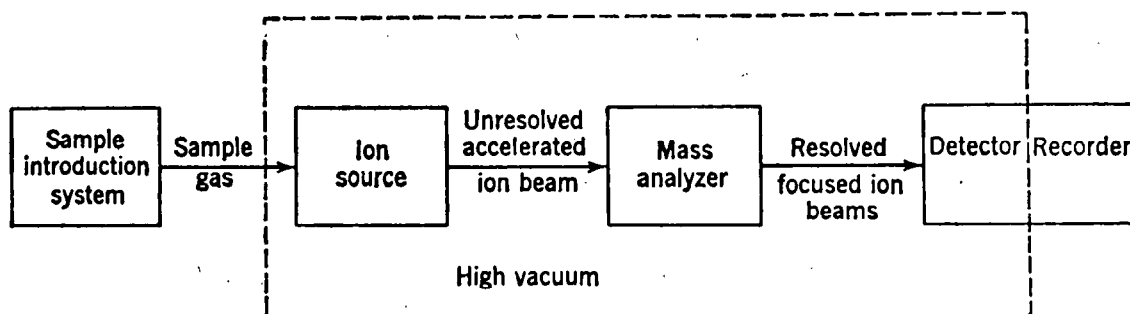 Sample
introduction
system
Sample
gas
Ion
source
Unresolved
accelerated
ion beam
Mass
analyzer
Resolved
focused ion
beams
Detector
Recorder
High vacuum